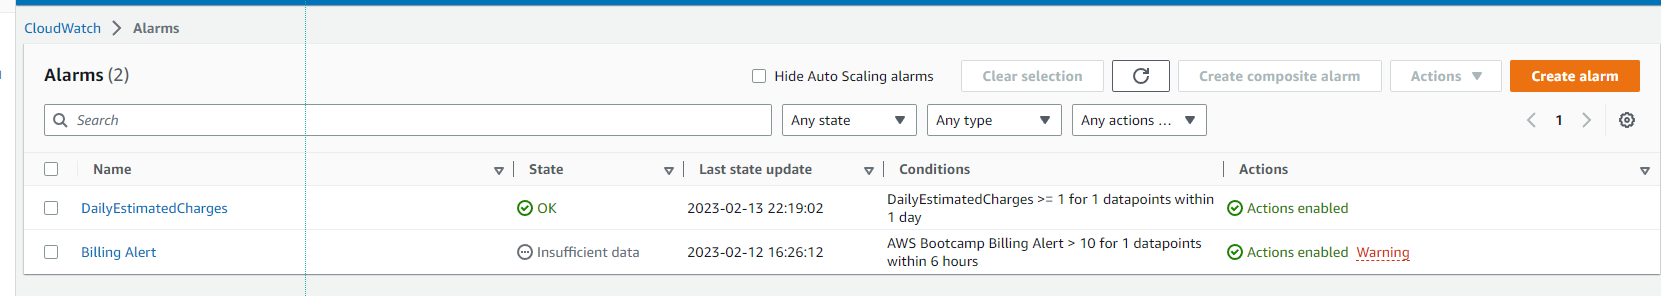 CloudWatch > Alarms
Alarms (2)
Hide Auto Scaling alarms
Clear selection
Create composite alarm
Actions
Create alarm
Search
Any state
Any type
Any actions ...
1
Name
State
Last state update
Conditions
Actions
DailyEstimatedCharges
OK
2023-02-13 22:19:02
DailyEstimatedCharges >= 1 for 1 datapoints within
1 day
Actions enabled
Billing Alert
Insufficient data
2023-02-12 16:26:12
AWS Bootcamp Billing Alert > 10 for 1 datapoints
within 6 hours
Actions enabled Warning